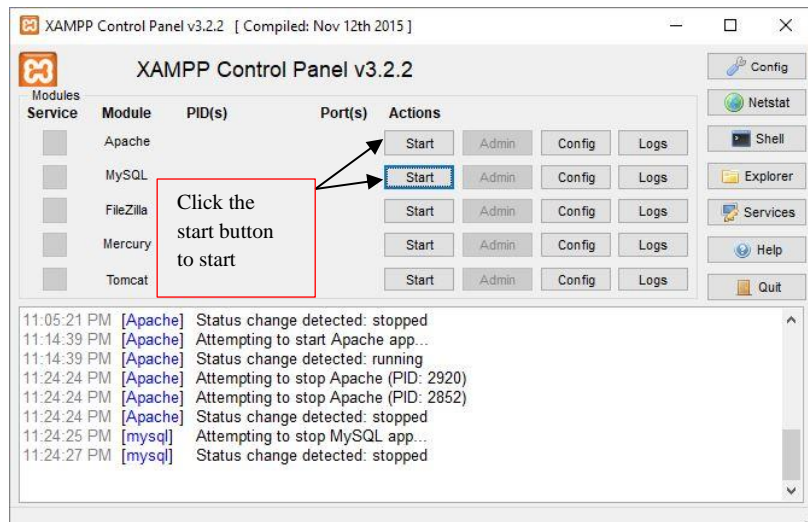 XAMPP Control Panel v3.2.2 [ Compiled: Nov 12th 2015 ]
XAMPP Control Panel v3.2.2
Modules
Service Module PID(s) Port(s) Actions
Apache Start Admin Config Logs
MySQL Start Admin Config Logs
FileZilla Start Admin Config Logs
Mercury Start Admin Config Logs
Tomcat Start Admin Config Logs
Click the
start button
to start
Config
Netstat
Shell
Explorer
Services
Help
Quit
11:05:21 PM [Apache] Status change detected: stopped
11:14:39 PM [Apache] Attempting to start Apache app...
11:14:39 PM [Apache] Status change detected: running
11:24:24 PM [Apache] Attempting to stop Apache (PID: 2920)
11:24:24 PM [Apache] Attempting to stop Apache (PID: 2852)
11:24:24 PM [Apache] Status change detected: stopped
11:24:25 PM [mysql] Attempting to stop MySQL app...
11:24:27 PM [mysql] Status change detected: stopped